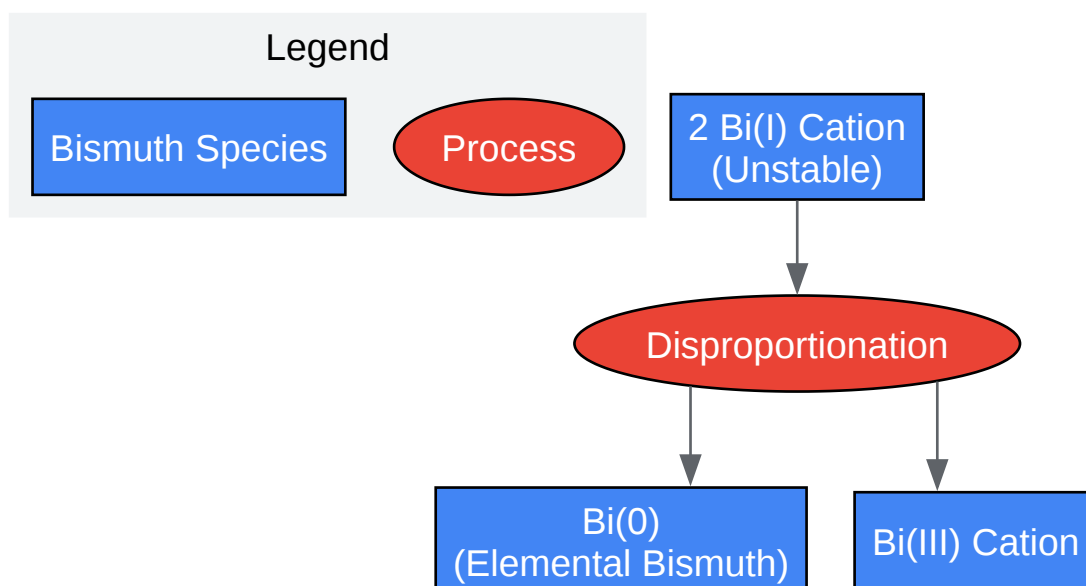 Legend
Bismuth Species
Process
2 Bi(I) Cation
(Unstable)
Disproportionation
Bi(0)
(Elemental Bismuth)
Bi(III) Cation